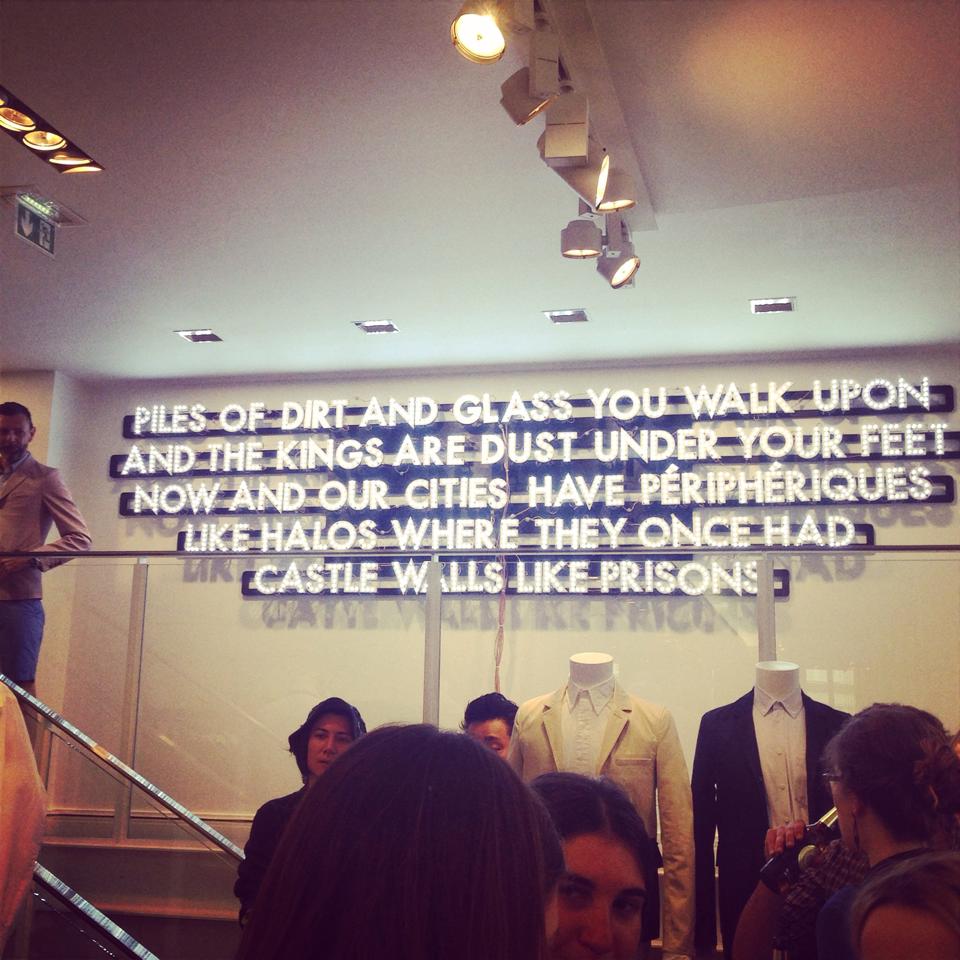 PILES OF DIRT AND GLASS YOU WALK UPON
AND THE KINGS ARE DUST UNDER YOUR FEET
NOW AND OUR CITIES HAVE PÉRIPHÉRIQUES
LIKE HALOS WHERE THEY ONCE HAD
CASTLE WALLS LIKE PRISONS